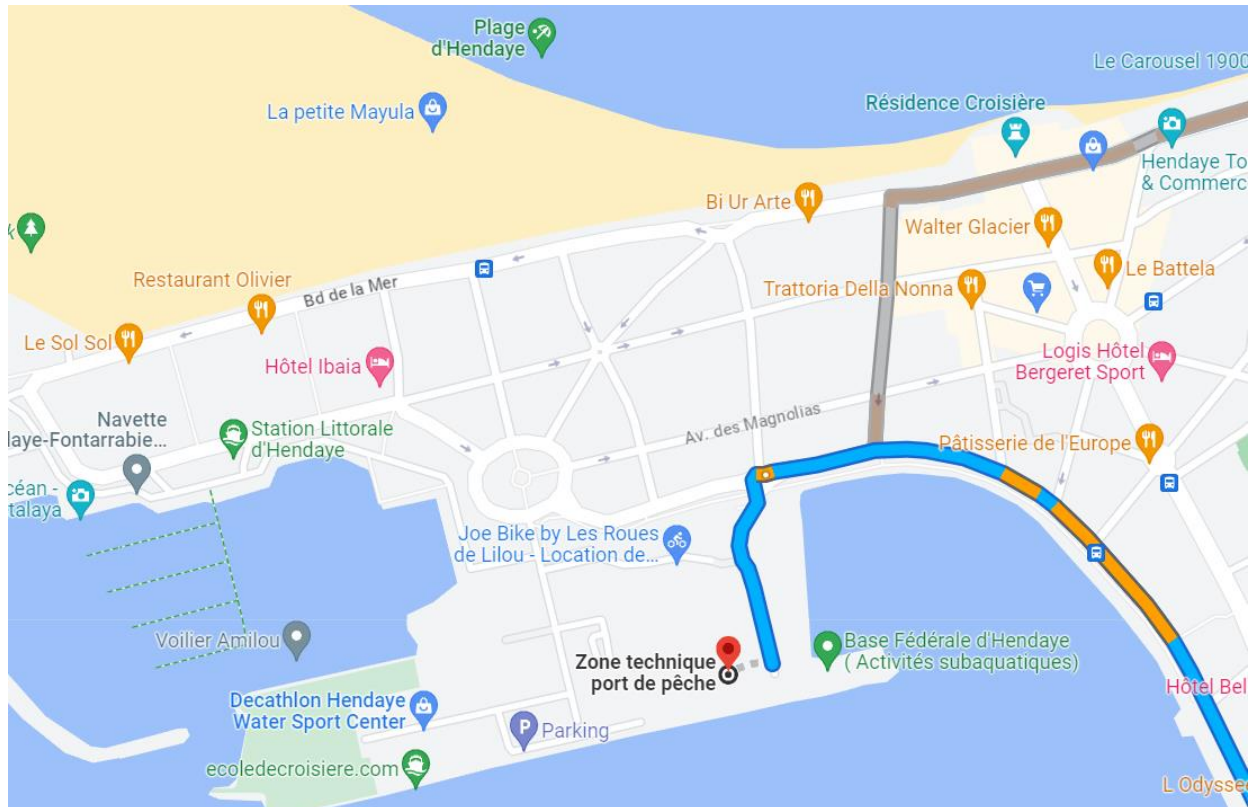 Plage
d'Hendaye
Le Carousel 1900
La petite Mayula
Résidence Croisière
Hendaye To
& Commerc
Bi Ur Arte
Walter Glacier
k
Restaurant Olivier
Bd de la Mer
Trattoria Della Nonna
Le Battela
Le Sol Sol
Hôtel Ibaia
Logis Hôtel
Bergeret Sport
Navette
laye-Fontarrabie...
Station Littorale
d'Hendaye
Av. des Magnolias
Pâtisserie de l'Europe
céan -
talaya
Joe Bike by Les Roues
de Lilou - Location de...
Voilier Amilou
Zone technique
port de pêche
Base Fédérale d'Hendaye
( Activités subaquatiques)
Hôtel Bel
Decathlon Hendaye
Water Sport Center
P Parking
ecoledecroisiere.com
L Odysse